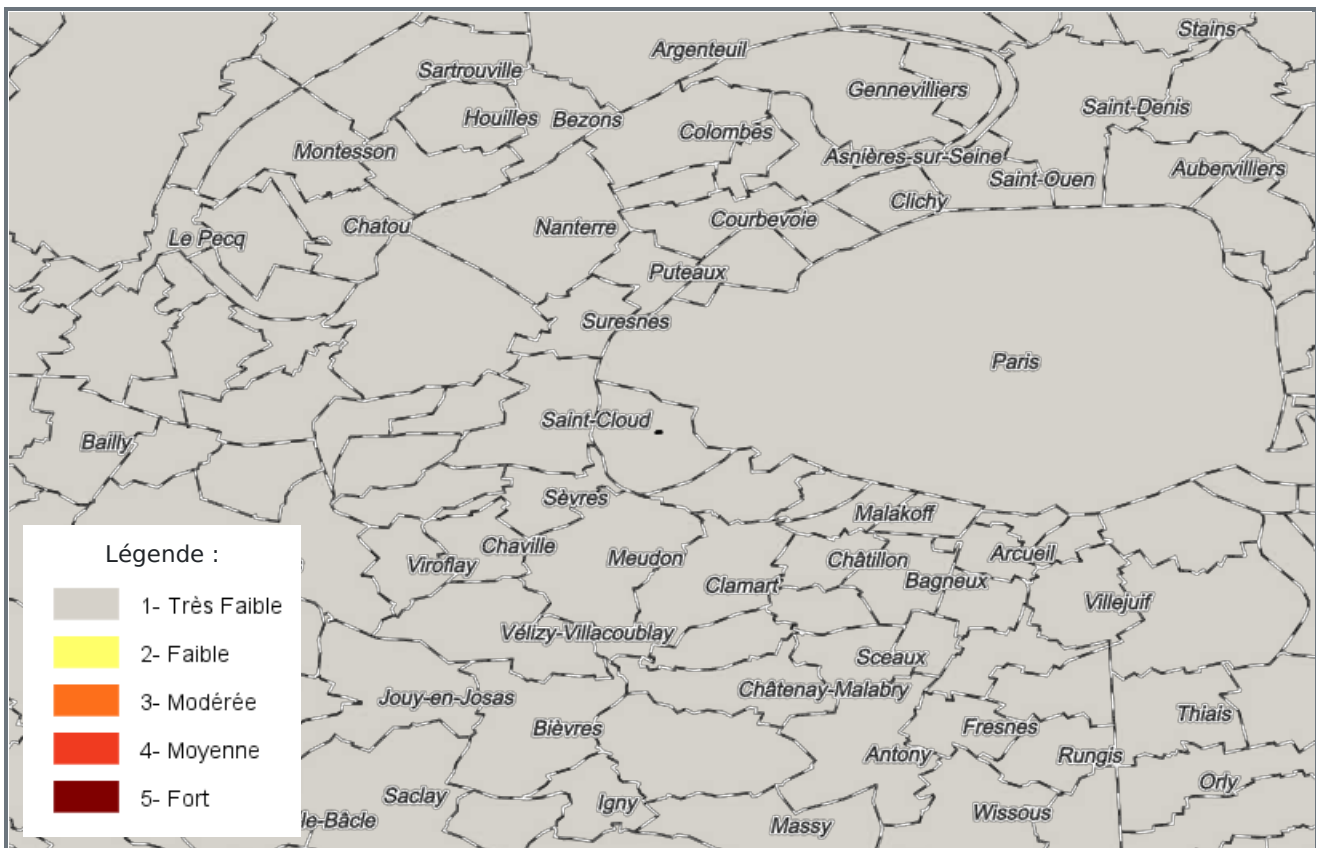 Stains
Argenteuil
Sartrouville
Gennevilliers
Saint-Denis
Houilles
Bezons
Colombes
Montesson
Asnières-sur-Seine
Aubervilliers
Saint-Ouen
Clichy
Courbevoie
Chatou
Nanterre
Le Pecq
Puteaux
Suresnes
Paris
Saint-Cloud
Bailly
Sèvres
Malakoff
Légende :
Chaville
Arcueil
Viroflay
Meudon
Châtillon
Clamart
Bagneux
1- Très Faible
Villejuif
Vélizy-Villacoublay
2- Faible
Sceaux
Châtenay-Malabry
Jouy-en-Josas
3- Modérée
Thiais
Bièvres
Fresnes
4- Moyenne
Antony
Rungis
Orly
5- Fort
Saclay
Igny
Wissous
le-Bâcle
Massy